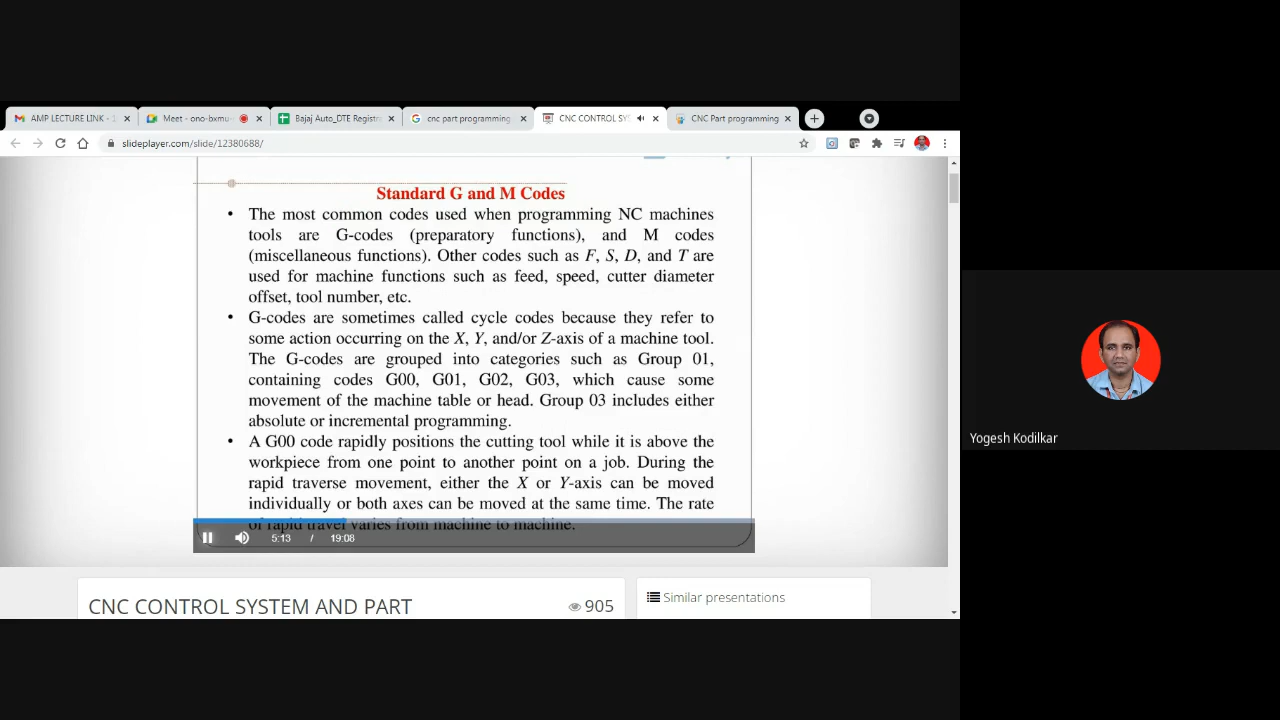 AMP LECTURE LINK - 1
Meet - ono-bxmu-
Bajaj Auto_DTE Registr
cnc part programming
CNC CONTROL SYS
CNC Part programming
slideplayer.com/slide/12380688/
Standard G and M Codes
• The most common codes used when programming NC machines
tools are G-codes (preparatory functions), and M codes
(miscellaneous functions). Other codes such as F, S, D, and T are
used for machine functions such as feed, speed, cutter diameter
offset, tool number, etc.
• G-codes are sometimes called cycle codes because they refer to
some action occurring on the X, Y, and/or Z-axis of a machine tool.
The G-codes are grouped into categories such as Group 01,
containing codes G00, G01, G02, G03, which cause some
movement of the machine table or head. Group 03 includes either
absolute or incremental programming.
• A G00 code rapidly positions the cutting tool while it is above the
workpiece from one point to another point on a job. During the
rapid traverse movement, either the X or Y-axis can be moved
individually or both axes can be moved at the same time. The rate
of rapid travel varies from machine to machine.
5:13 / 19:08
CNC CONTROL SYSTEM AND PART
905
Similar presentations
Yogesh Kodilkar